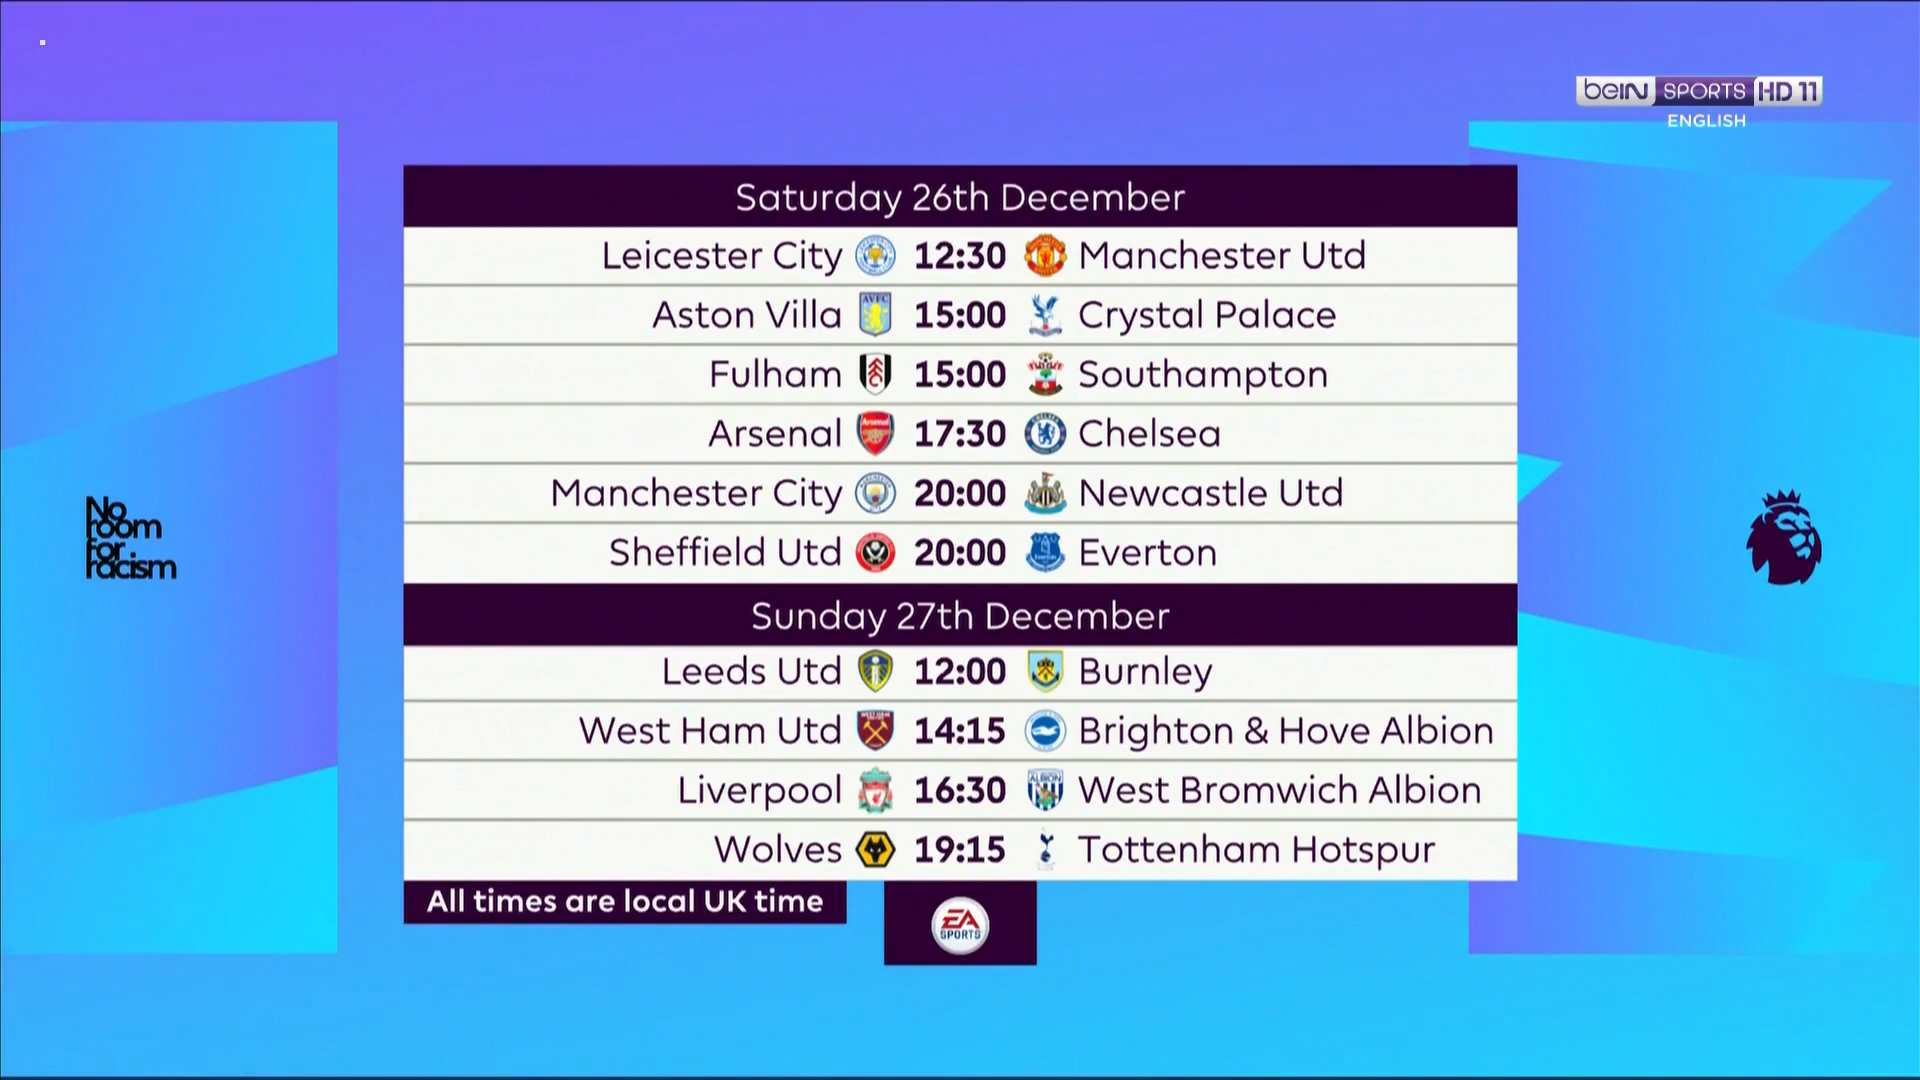 beIN SPORTS HD 11
ENGLISH
Saturday 26th December
Leicester City 12:30 Manchester Utd
Aston Villa 15:00 Crystal Palace
Fulham 15:00 Southampton
Arsenal 17:30 Chelsea
Manchester City 20:00 Newcastle Utd
Sheffield Utd 20:00 Everton
Sunday 27th December
Leeds Utd 12:00 Burnley
West Ham Utd 14:15 Brighton & Hove Albion
Liverpool 16:30 West Bromwich Albion
Wolves 19:15 Tottenham Hotspur
All times are local UK time
EA
SPORTS
No
room
for
racism